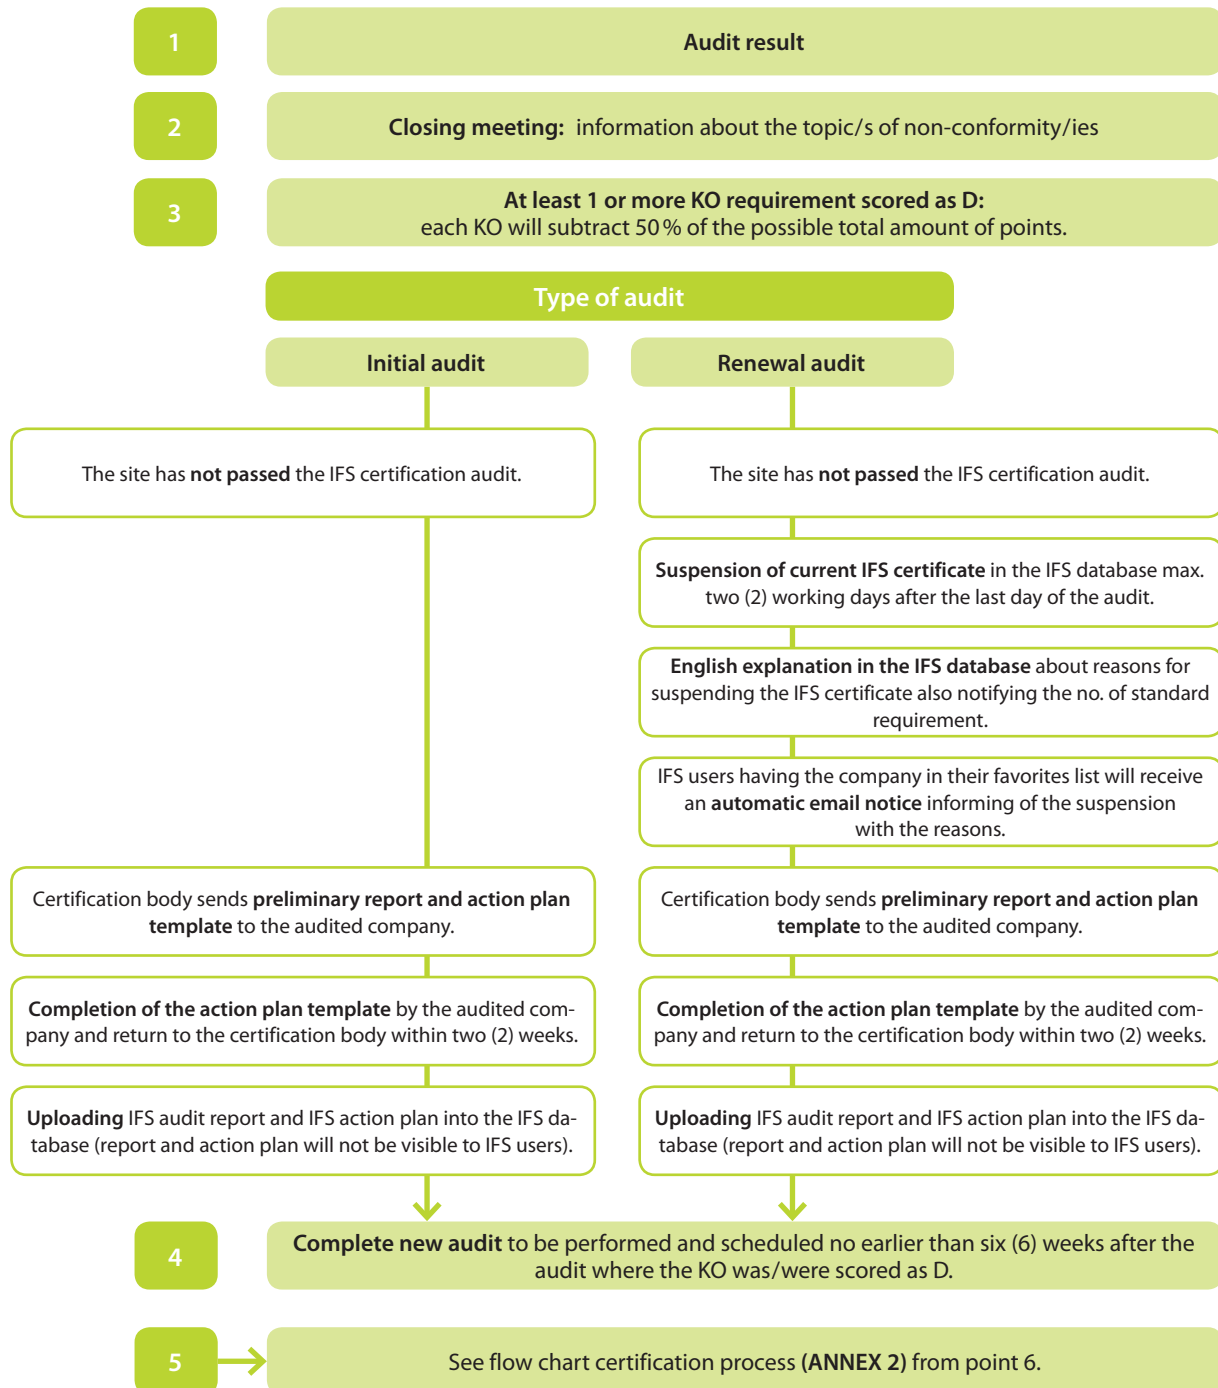 1
Audit result
2
Closing meeting: information about the topic/s of non-conformity/ies
3
At least 1 or more KO requirement scored as D:
each KO will subtract 50 % of the possible total amount of points.
Type of audit
Initial audit
Renewal audit
The site has not passed the IFS certification audit.
The site has not passed the IFS certification audit.
Suspension of current IFS certificate in the IFS database max.
two (2) working days after the last day of the audit.
English explanation in the IFS database about reasons for
suspending the IFS certificate also notifying the no. of standard
requirement.
IFS users having the company in their favorites list will receive
an automatic email notice informing of the suspension
with the reasons.
Certification body sends preliminary report and action plan
template to the audited company.
Certification body sends preliminary report and action plan
template to the audited company.
Completion of the action plan template by the audited com-
pany and return to the certification body within two (2) weeks.
Completion of the action plan template by the audited com-
pany and return to the certification body within two (2) weeks.
Uploading IFS audit report and IFS action plan into the IFS da-
tabase (report and action plan will not be visible to IFS users).
Uploading IFS audit report and IFS action plan into the IFS da-
tabase (report and action plan will not be visible to IFS users).
4
Complete new audit to be performed and scheduled no earlier than six (6) weeks after the
audit where the KO was/were scored as D.
5
See flow chart certification process (ANNEX 2) from point 6.